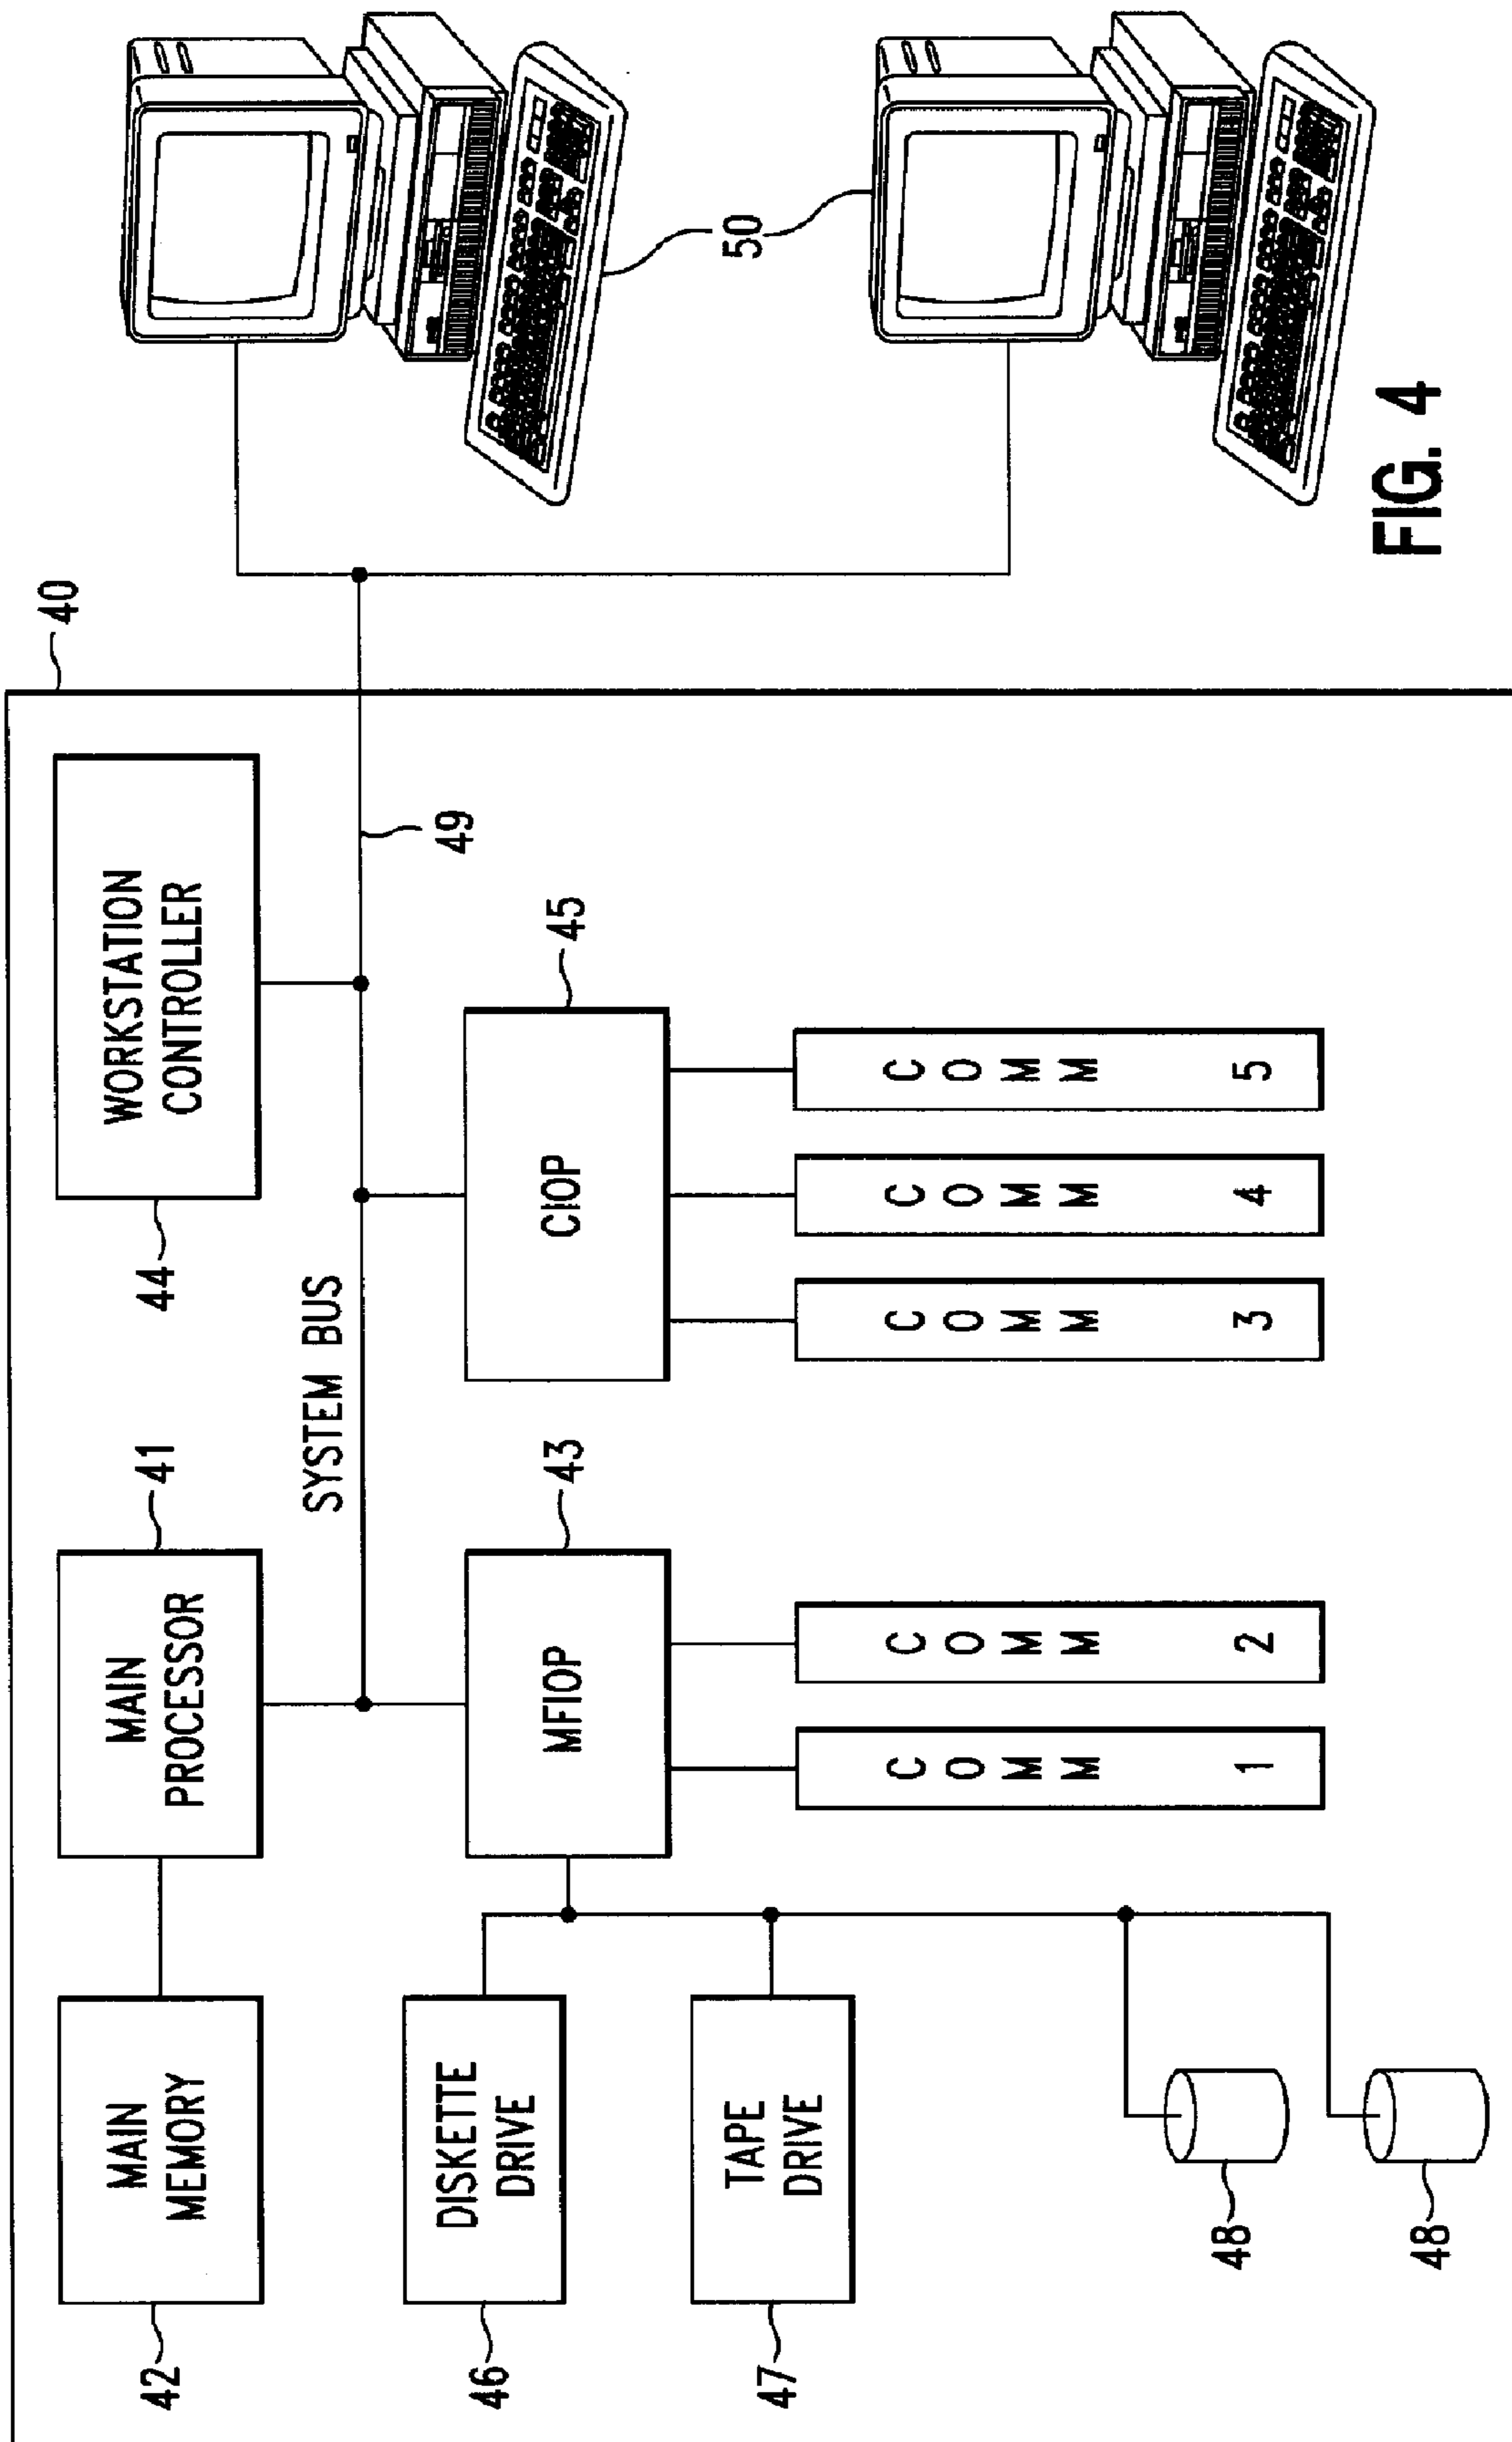 40
MAIN
MEMORY
42
MAIN
PROCESSOR
41
WORKSTATION
CONTROLLER
44
SYSTEM BUS
49
DISKETTE
DRIVE
46
MFIOP
43
CIOP
45
TAPE
DRIVE
47
COMM 1
COMM 2
COMM 3
COMM 4
COMM 5
48
48
50
FIG. 4